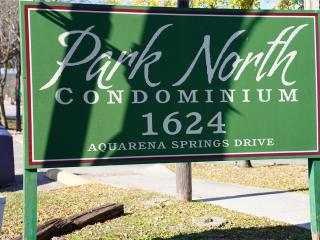 Park North
CONDOMINIUM
1624
AQUARENA SPRINGS DRIVE